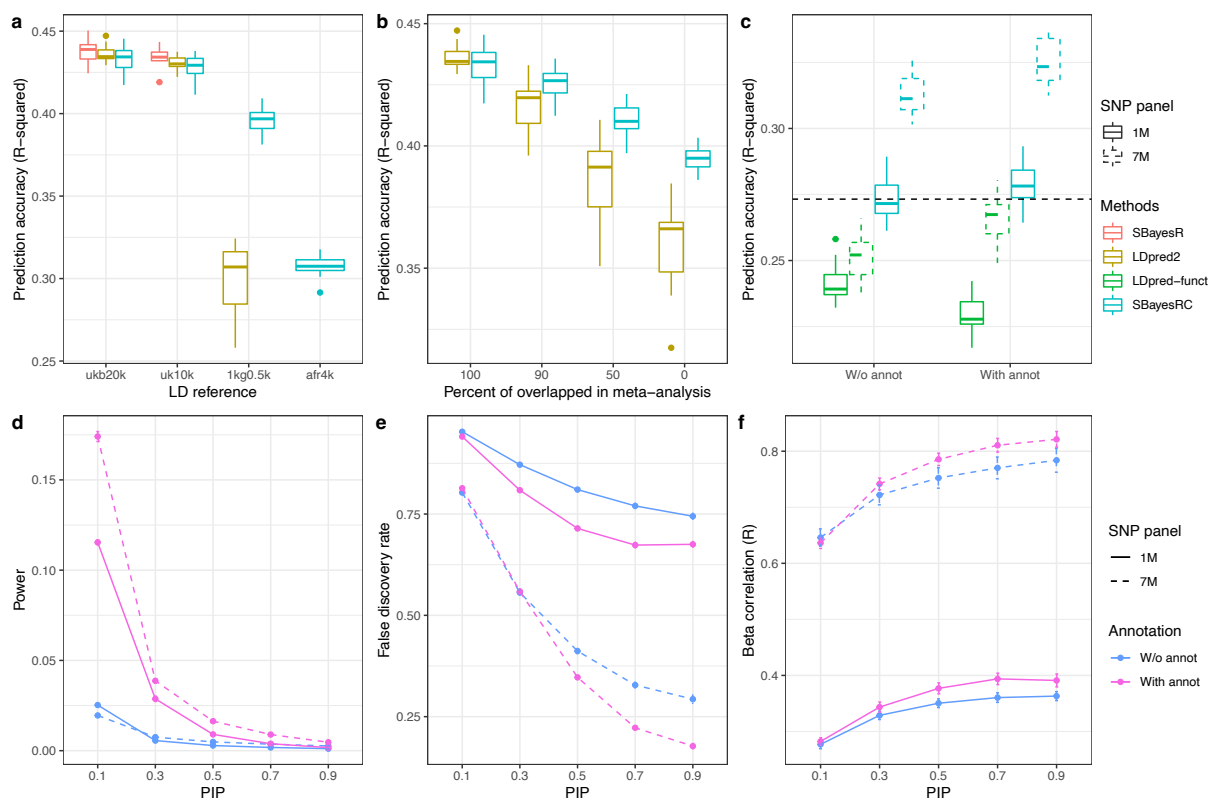 a
Prediction accuracy (R−squared)
0.45
0.40
0.35
0.30
0.25
ukb20k
uk10k
1kg0.5k
afr4k
LD reference
b
Prediction accuracy (R−squared)
0.45
0.40
0.35
100
90
50
0
Percent of overlapped in meta−analysis
c
Prediction accuracy (R−squared)
0.30
0.25
W/o annot
With annot
SNP panel
1M
7M
Methods
SBayesR
LDpred2
LDpred−funct
SBayesRC
d
Power
0.15
0.10
0.05
0.00
0.1
0.3
0.5
0.7
0.9
PIP
e
False discovery rate
0.75
0.50
0.25
0.1
0.3
0.5
0.7
0.9
PIP
f
Beta correlation (R)
0.8
0.6
0.4
0.1
0.3
0.5
0.7
0.9
PIP
SNP panel
1M
7M
Annotation
W/o annot
With annot